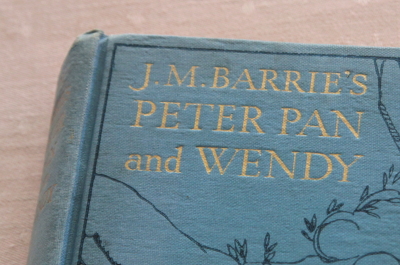 J.M.BARRIE'S
PETER PAN
and WENDY